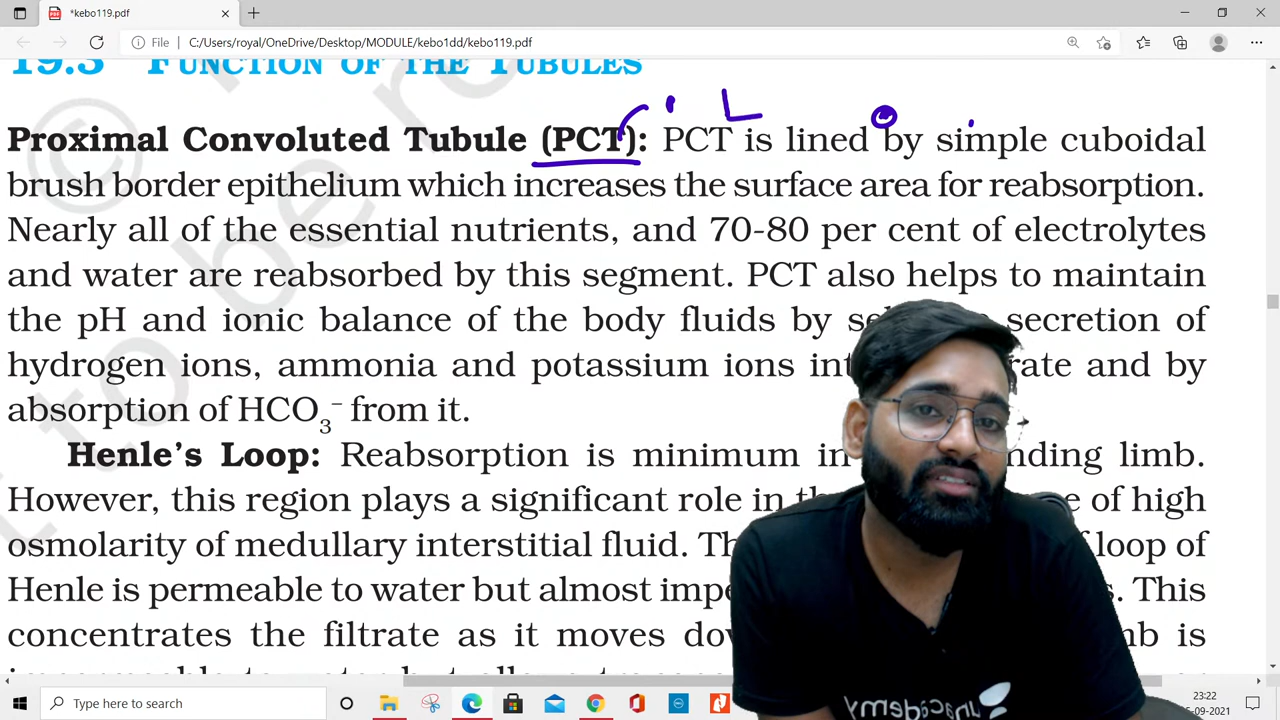 *kebo119.pdf
File C:/Users/royal/OneDrive/Desktop/MODULE/kebo1dd/kebo119.pdf
19.3 FUNCTION OF THE TUBULES
Proximal Convoluted Tubule (PCT): PCT is lined by simple cuboidal
brush border epithelium which increases the surface area for reabsorption.
Nearly all of the essential nutrients, and 70-80 per cent of electrolytes
and water are reabsorbed by this segment. PCT also helps to maintain
the pH and ionic balance of the body fluids by secretion of
hydrogen ions, ammonia and potassium ions and by
absorption of HCO₃⁻ from it.
Henle's Loop: Reabsorption is minimum in limb.
However, this region plays a significant role in of high
osmolarity of medullary interstitial fluid. loop of
Henle is permeable to water but almost This
concentrates the filtrate as it moves is
unacademy
Type here to search
23:22
-09-2021